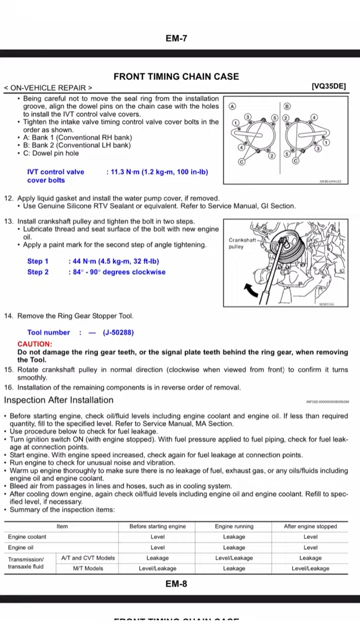 EM-7
FRONT TIMING CHAIN CASE
< ON-VEHICLE REPAIR >
[VQ35DE]
• Being careful not to move the seal ring from the installation
groove, align the dowel pins on the chain case with the holes
to install the IVT control valve covers.
• Tighten the intake valve timing control valve cover bolts in the
order as shown.
• A: Bank 1 (Conventional RH bank)
• B: Bank 2 (Conventional LH bank)
• C: Dowel pin hole
IVT control valve : 11.3 N·m (1.2 kg-m, 100 in-lb)
cover bolts
12. Apply liquid gasket and install the water pump cover, if removed.
• Use Genuine Silicone RTV Sealant or equivalent. Refer to Service Manual, GI Section.
13. Install crankshaft pulley and tighten the bolt in two steps.
• Lubricate thread and seat surface of the bolt with new engine
oil.
• Apply a paint mark for the second step of angle tightening.
Crankshaft
pulley
Step 1 : 44 N·m (4.5 kg-m, 32 ft-lb)
Step 2 : 84° - 90° degrees clockwise
14. Remove the Ring Gear Stopper Tool.
Tool number : — (J-50288)
CAUTION:
Do not damage the ring gear teeth, or the signal plate teeth behind the ring gear, when removing
the Tool.
15. Rotate crankshaft pulley in normal direction (clockwise when viewed from front) to confirm it turns
smoothly.
16. Installation of the remaining components is in reverse order of removal.
Inspection After Installation
• Before starting engine, check oil/fluid levels including engine coolant and engine oil. If less than required
quantity, fill to the specified level. Refer to Service Manual, MA Section.
• Use procedure below to check for fuel leakage.
• Turn ignition switch ON (with engine stopped). With fuel pressure applied to fuel piping, check for fuel leak-
age at connection points.
• Start engine. With engine speed increased, check again for fuel leakage at connection points.
• Run engine to check for unusual noise and vibration.
• Warm up engine thoroughly to make sure there is no leakage of fuel, exhaust gas, or any oils/fluids including
engine oil and engine coolant.
• Bleed air from passages in lines and hoses, such as in cooling system.
• After cooling down engine, again check oil/fluid levels including engine oil and engine coolant. Refill to spec-
ified level, if necessary.
• Summary of the inspection items:
Item Before starting engine Engine running After engine stopped
Engine coolant Level Leakage Level
Engine oil Level Leakage Level
Transmission/ transaxle fluid A/T and CVT Models Leakage Level/Leakage Leakage
M/T Models Level/Leakage Leakage Level/Leakage
EM-8